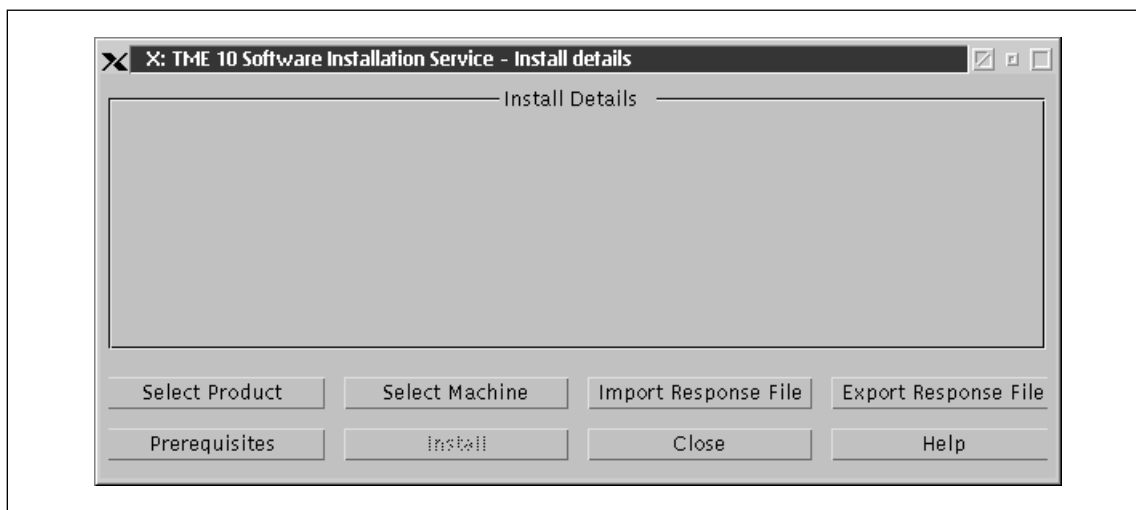 X: TME 10 Software Installation Service - Install details
Install Details
Select Product
Select Machine
Import Response File
Export Response File
Prerequisites
Install
Close
Help